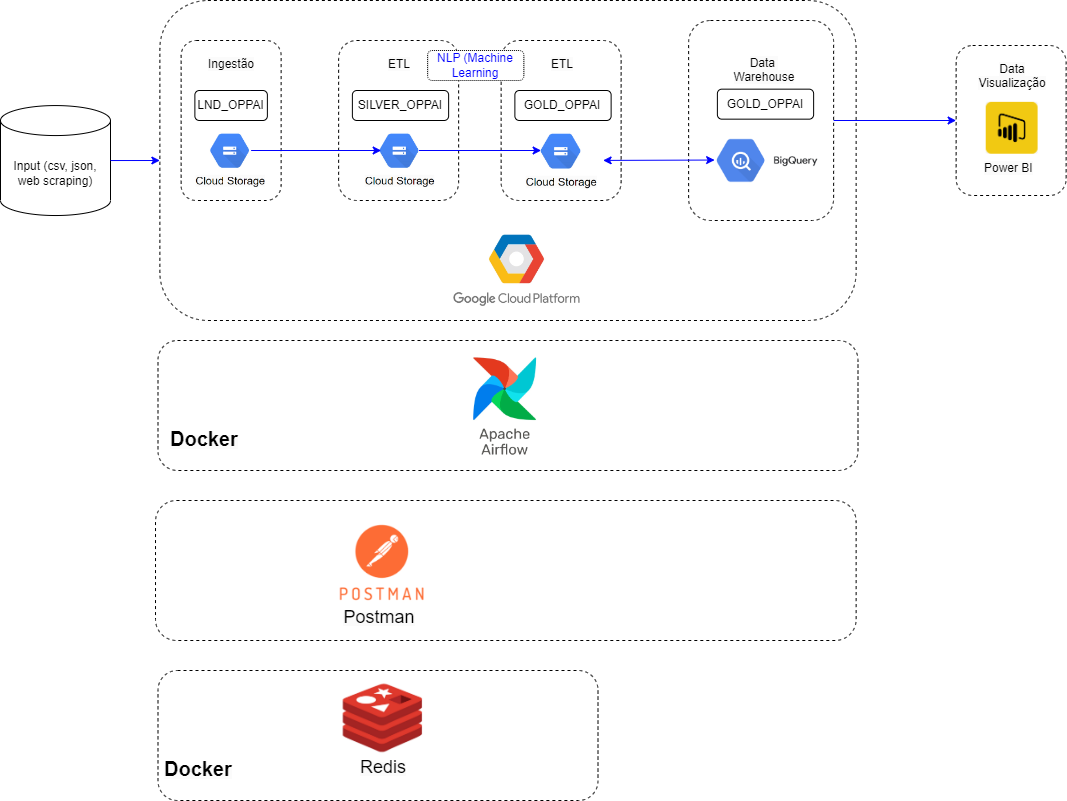 Ingestão
LND_OPPAI
Cloud Storage
ETL
SILVER_OPPAI
Cloud Storage
NLP (Machine
Learning
ETL
GOLD_OPPAI
Cloud Storage
Data
Warehouse
GOLD_OPPAI
BigQuery
Data
Visualização
Power BI
Input (csv, json,
web scraping)
Google Cloud Platform
Docker
Apache
Airflow
POSTMAN
Postman
Docker
Redis